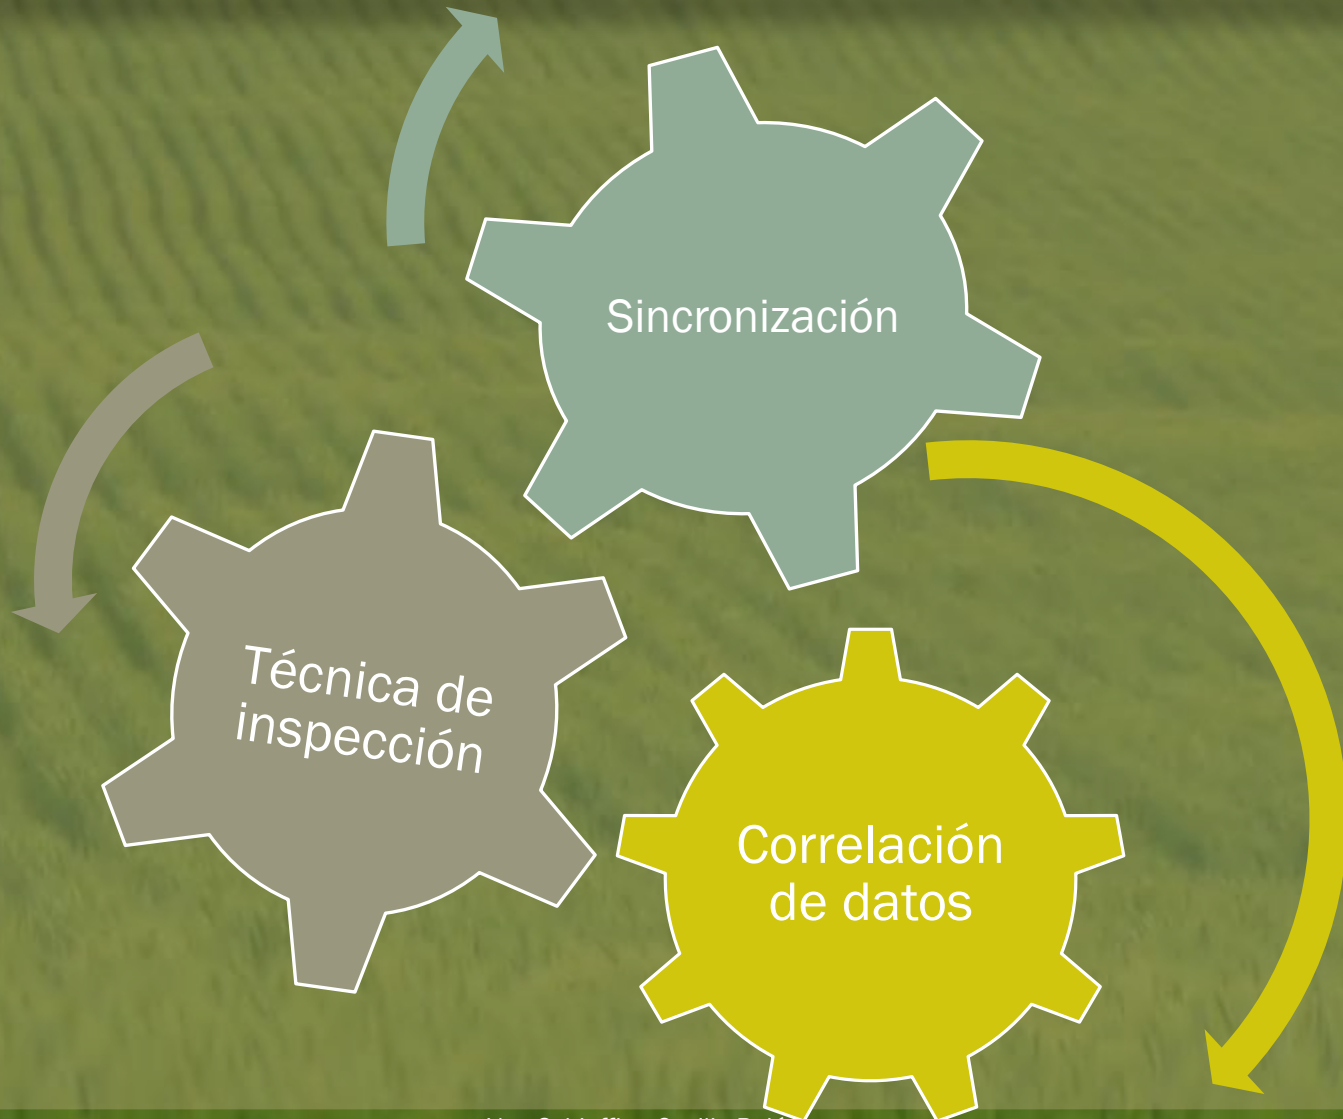 Sincronización
Técnica de
inspección
Correlación
de datos